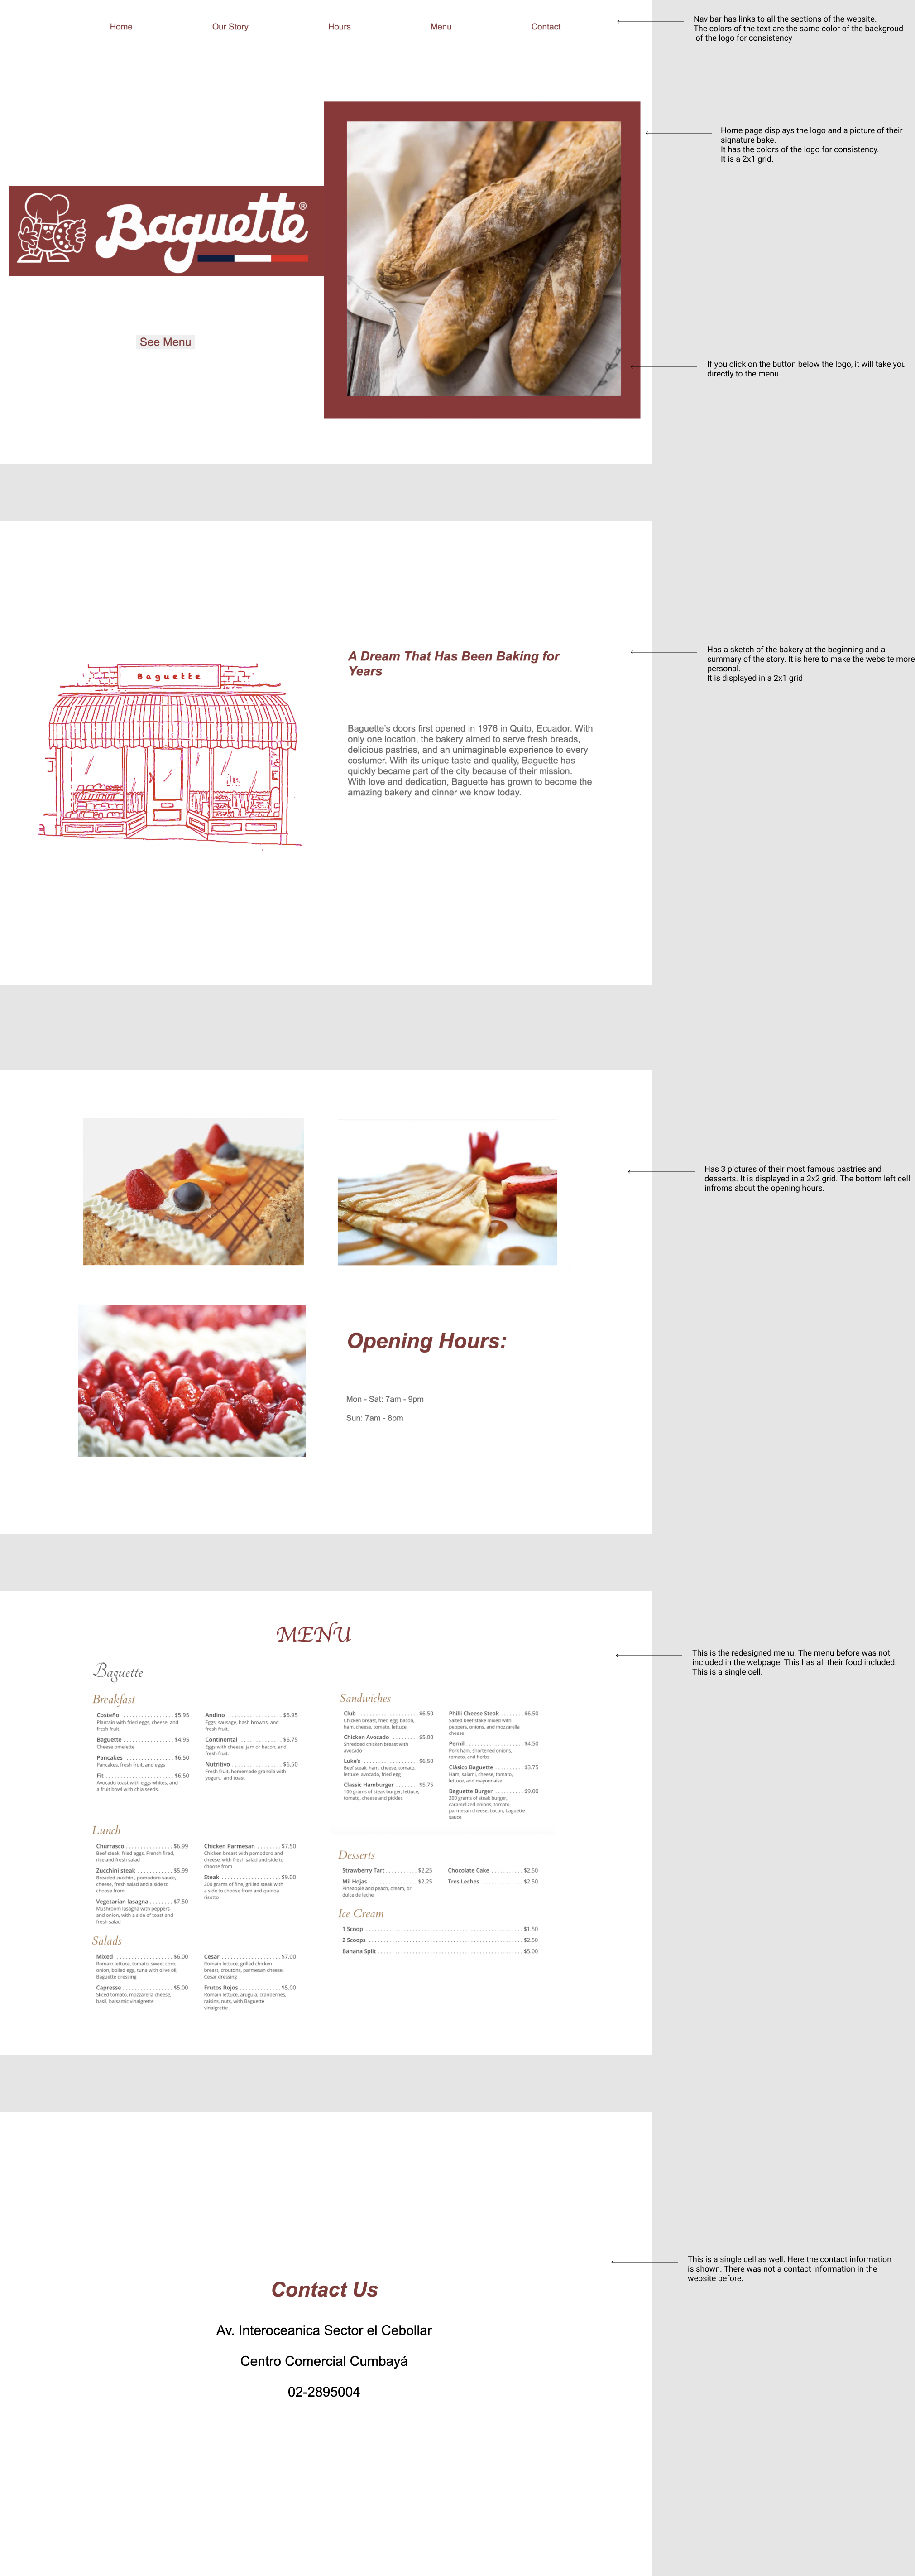 Home Our Story Hours Menu Contact
Nav bar has links to all the sections of the website.
The colors of the text are the same color of the backgroud
of the logo for consistency
Home page displays the logo and a picture of their
signature bake.
It has the colors of the logo for consistency.
It is a 2x1 grid.
Baguette®
See Menu
If you click on the button below the logo, it will take you
directly to the menu.
Baguette
A Dream That Has Been Baking for
Years
Baguette's doors first opened in 1976 in Quito, Ecuador. With
only one location, the bakery aimed to serve fresh breads,
delicious pastries, and an unimaginable experience to every
costumer. With its unique taste and quality, Baguette has
quickly became part of the city because of their mission.
With love and dedication, Baguette has grown to become the
amazing bakery and dinner we know today.
Has a sketch of the bakery at the beginning and a
summary of the story. It is here to make the website more
personal.
It is displayed in a 2x1 grid
Has 3 pictures of their most famous pastries and
desserts. It is displayed in a 2x2 grid. The bottom left cell
infroms about the opening hours.
Opening Hours:
Mon - Sat: 7am - 9pm
Sun: 7am - 8pm
MENU
This is the redesigned menu. The menu before was not
included in the webpage. This has all their food included.
This is a single cell.
Baguette
Breakfast
Costeño ................. $5.95
Plantain with fried eggs, cheese, and
fresh fruit.
Baguette ................. $4.95
Cheese omelette
Pancakes ................ $6.50
Pancakes, fresh fruit, and eggs
Fit ...................... $6.50
Avocado toast with eggs whites, and
a fruit bowl with chia seeds.
Andino .................. $6.95
Eggs, sausage, hash browns, and
fresh fruit.
Continental .............. $6.75
Eggs with cheese, jam or bacon, and
fresh fruit.
Nutritivo ................. $6.50
Fresh fruit, homemade granola with
yogurt, and toast
Lunch
Churrasco ................ $6.99
Beef steak, fried eggs, French fired,
rice and fresh salad
Zucchini steak ............ $5.99
Breaded zucchini, pomodoro sauce,
cheese, fresh salad and a side to
choose from
Vegetarian lasagna ........ $7.50
Mushroom lasagna with peppers
and onion, with a side of toast and
fresh salad
Chicken Parmesan ........ $7.50
Chicken breast with pomodoro and
cheese, with fresh salad and side to
choose from
Steak .................... $9.00
200 grams of fine, grilled steak with
a side to choose from and quinoa
risotto
Salads
Mixed ................... $6.00
Romain lettuce, tomato, sweet corn,
onion, boiled egg, tuna with olive oil,
Baguette dressing
Capresse ................. $5.00
Sliced tomato, mozzarella cheese,
basil, balsamic vinaigrette
Cesar .................... $7.00
Romain lettuce, grilled chicken
breast, croutons, parmesan cheese,
Cesar dressing
Frutos Rojos .............. $5.00
Romain lettuce, arugula, cranberries,
raisins, nuts, with Baguette
vinaigrette
Sandwiches
Club .................... $6.50
Chicken breast, fried egg, bacon,
ham, cheese, tomato, lettuce
Chicken Avocado ......... $5.00
Shredded chicken breast with
avocado
Luke's ................... $6.50
Beef steak, ham, cheese, tomato,
lettuce, avocado, fried egg
Classic Hamburger ....... $5.75
100 grams of steak burger, lettuce,
tomato, cheese and pickles
Philli Cheese Steak ....... $6.50
Salted beef stake mixed with
peppers, onions, and mozzarella
cheese
Pernil ................... $4.50
Pork ham, shortened onions,
tomato, and herbs
Clásico Baguette ......... $3.75
Ham, salami, cheese, tomato,
lettuce, and mayonnaise
Baguette Burger ......... $9.00
200 grams of steak burger,
caramelized onions, tomato,
parmesan cheese, bacon, baguette
sauce
Desserts
Strawberry Tart .......... $2.25
Mil Hojas ............... $2.25
Pineapple and peach, cream, or
dulce de leche
Chocolate Cake .......... $2.50
Tres Leches ............. $2.50
Ice Cream
1 Scoop ................. $1.50
2 Scoops ................ $2.50
Banana Split ............. $5.00
This is a single cell as well. Here the contact information
is shown. There was not a contact information in the
website before.
Contact Us
Av. Interoceanica Sector el Cebollar
Centro Comercial Cumbayá
02-2895004